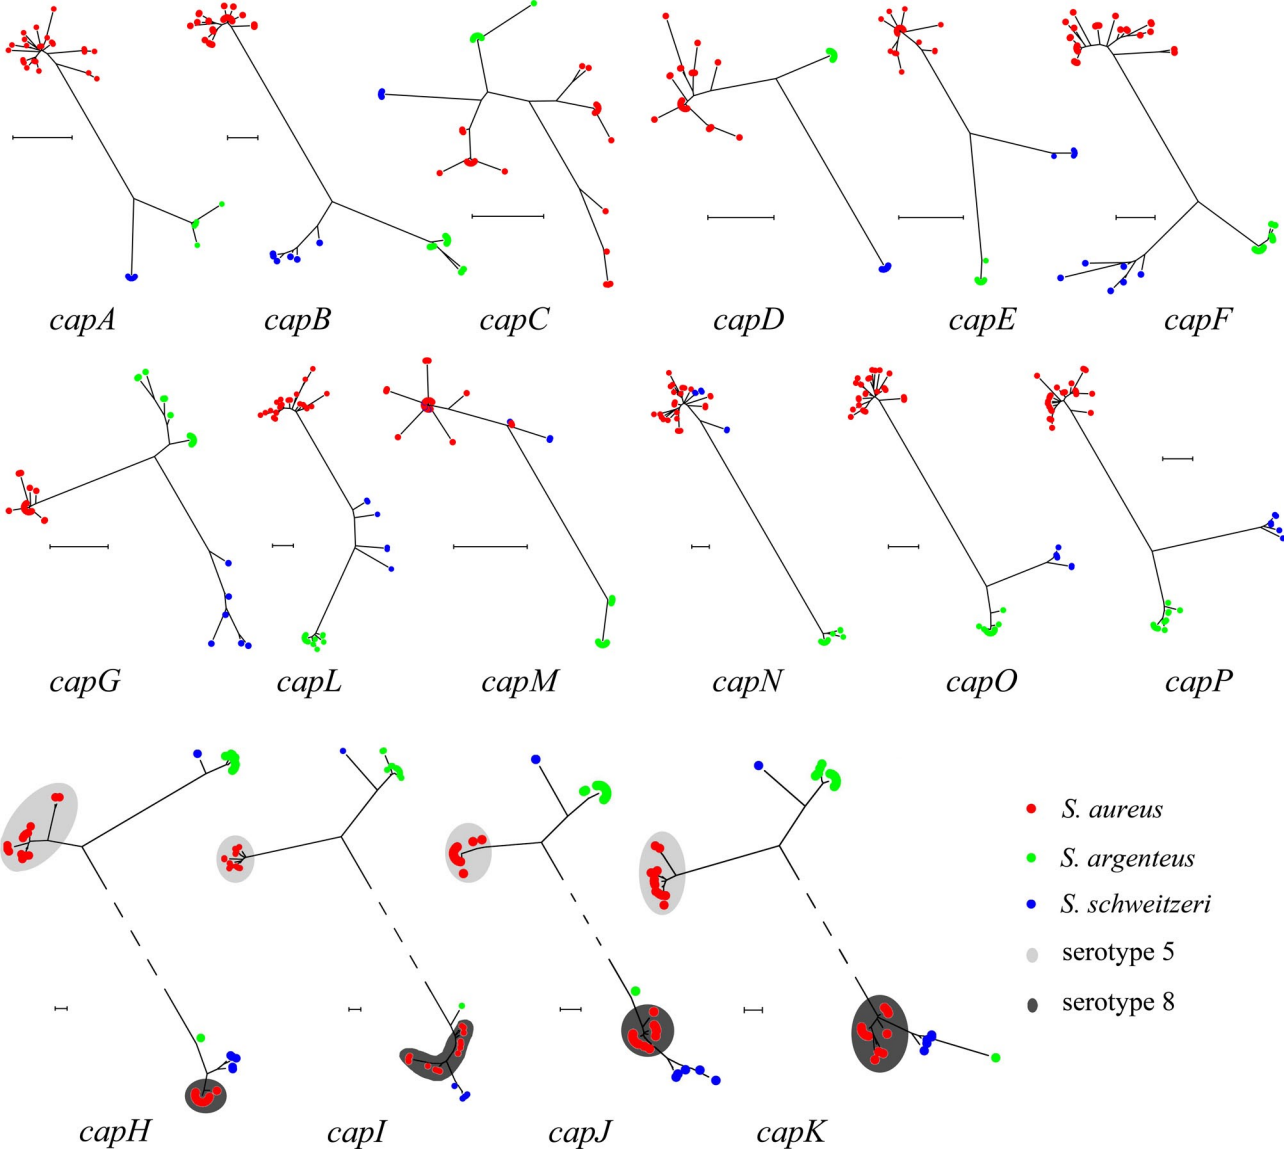 capA capB capC capD capE capF
capG capL capM capN capO capP
S. aureus
S. argenteus
S. schweitzeri
serotype 5
serotype 8
capH capI capJ capK